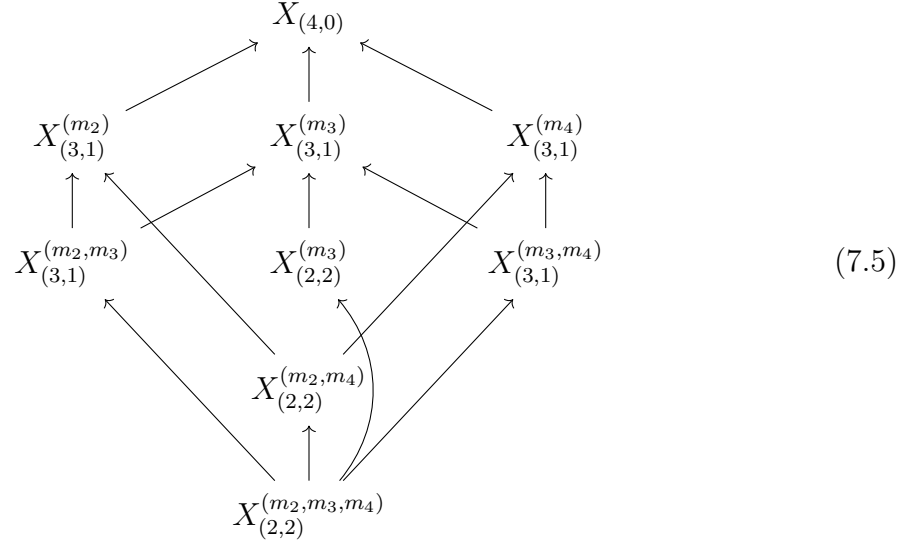 X_{(4,0)}
X_{(3,1)}^{(m_2)} X_{(3,1)}^{(m_3)} X_{(3,1)}^{(m_4)}
X_{(3,1)}^{(m_2,m_3)} X_{(2,2)}^{(m_3)} X_{(3,1)}^{(m_3,m_4)} (7.5)
X_{(2,2)}^{(m_2,m_4)}
X_{(2,2)}^{(m_2,m_3,m_4)}